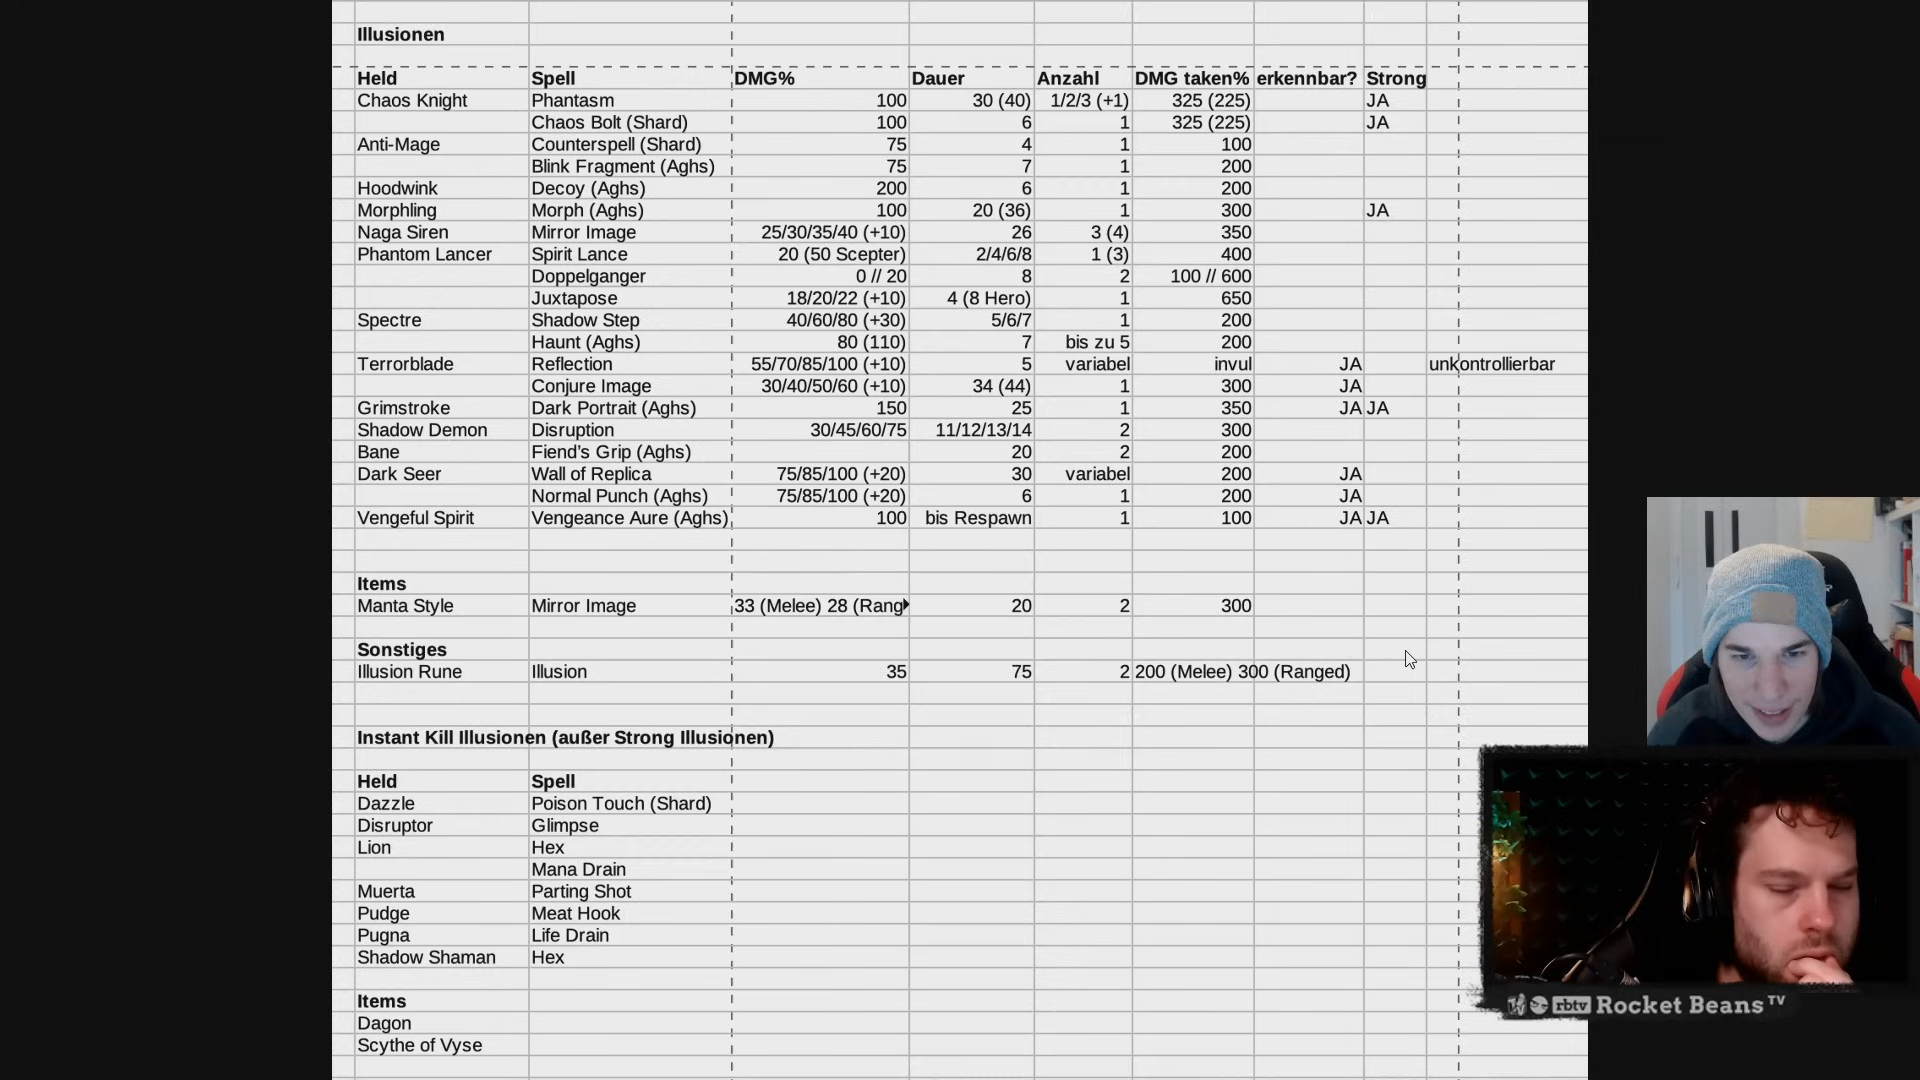 Illusionen
Held Spell DMG% Dauer Anzahl DMG taken% erkennbar? Strong
Chaos Knight Phantasm 100 30 (40) 1/2/3 (+1) 325 (225) JA
Chaos Bolt (Shard) 100 6 1 325 (225) JA
Anti-Mage Counterspell (Shard) 75 4 1 100
Blink Fragment (Aghs) 75 7 1 200
Hoodwink Decoy (Aghs) 200 6 1 200
Morphling Morph (Aghs) 100 20 (36) 1 300 JA
Naga Siren Mirror Image 25/30/35/40 (+10) 26 3 (4) 350
Phantom Lancer Spirit Lance 20 (50 Scepter) 2/4/6/8 1 (3) 400
Doppelganger 0 // 20 8 2 100 // 600
Juxtapose 18/20/22 (+10) 4 (8 Hero) 1 650
Spectre Shadow Step 40/60/80 (+30) 5/6/7 1 200
Haunt (Aghs) 80 (110) 7 bis zu 5 200
Terrorblade Reflection 55/70/85/100 (+10) 5 variabel invul JA unkontrollierbar
Conjure Image 30/40/50/60 (+10) 34 (44) 1 300 JA
Grimstroke Dark Portrait (Aghs) 150 25 1 350 JA JA
Shadow Demon Disruption 30/45/60/75 11/12/13/14 2 300
Bane Fiend's Grip (Aghs) 20 2 200
Dark Seer Wall of Replica 75/85/100 (+20) 30 variabel 200 JA
Normal Punch (Aghs) 75/85/100 (+20) 6 1 200 JA
Vengeful Spirit Vengeance Aure (Aghs) 100 bis Respawn 1 100 JA JA
Items
Manta Style Mirror Image 33 (Melee) 28 (Rang 20 2 300
Sonstiges
Illusion Rune Illusion 35 75 2 200 (Melee) 300 (Ranged)
Instant Kill Illusionen (außer Strong Illusionen)
Held Spell
Dazzle Poison Touch (Shard)
Disruptor Glimpse
Lion Hex
Mana Drain
Muerta Parting Shot
Pudge Meat Hook
Pugna Life Drain
Shadow Shaman Hex
Items
Dagon
Scythe of Vyse
rbtv Rocket Beans TV